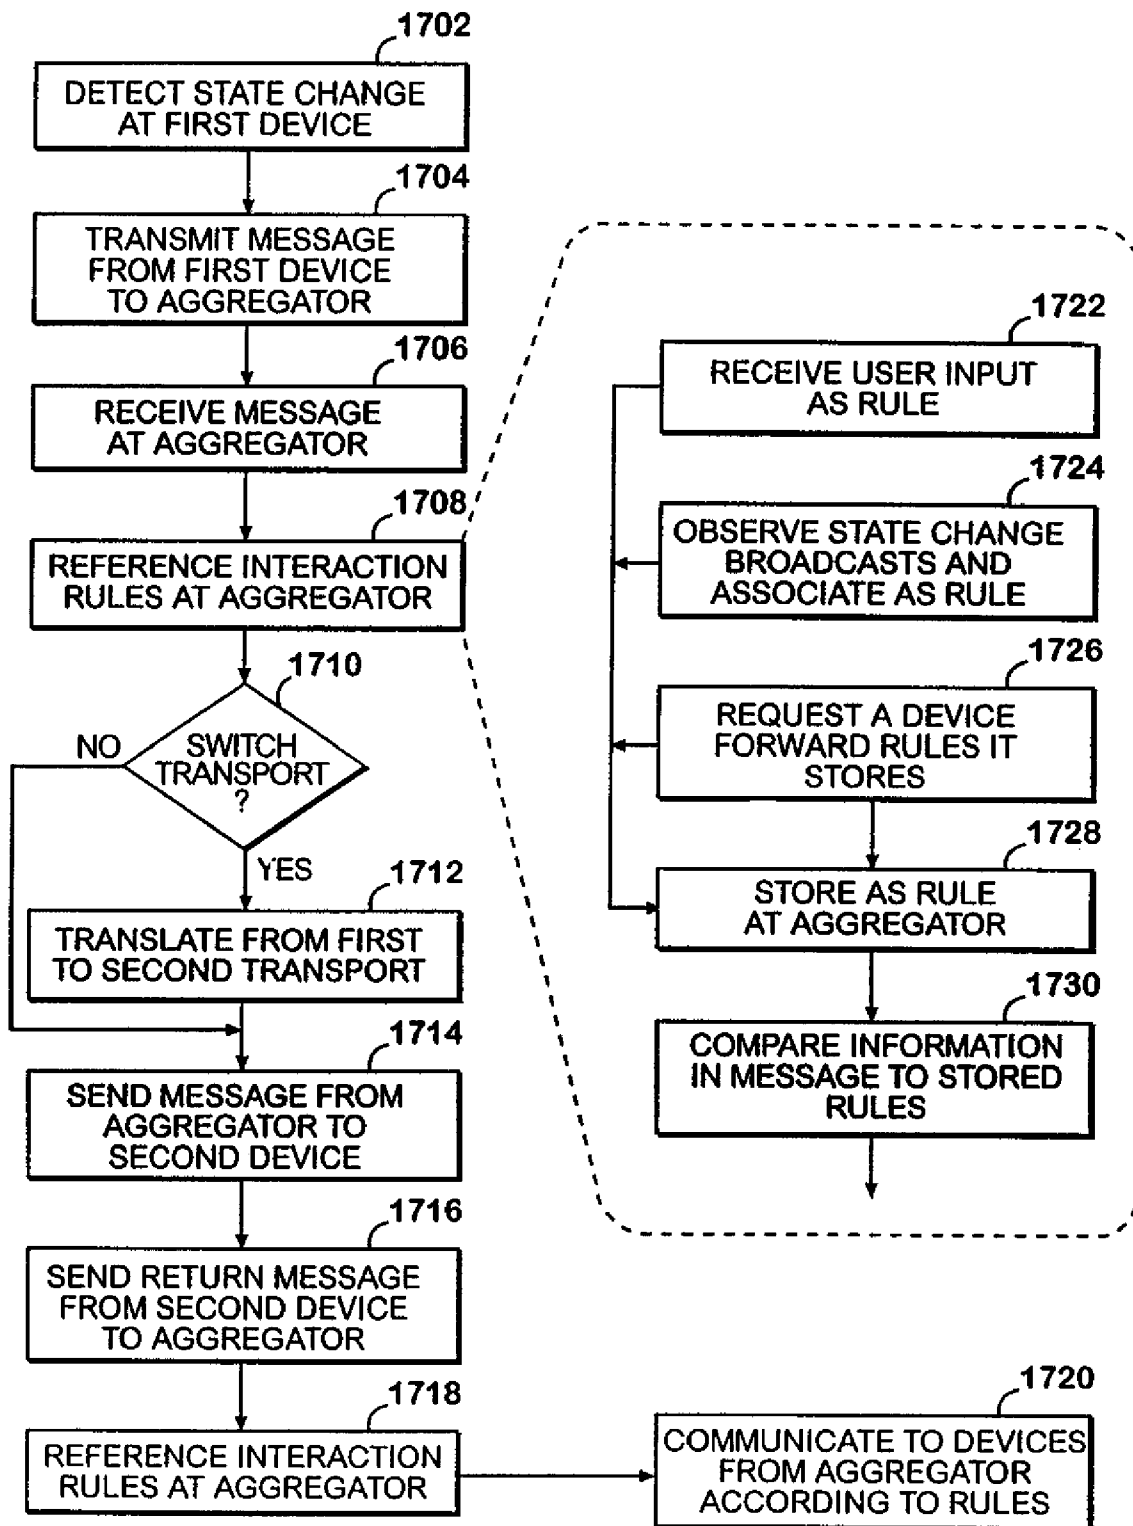 1702
DETECT STATE CHANGE
AT FIRST DEVICE
1704
TRANSMIT MESSAGE
FROM FIRST DEVICE
TO AGGREGATOR
1706
RECEIVE MESSAGE
AT AGGREGATOR
1708
REFERENCE INTERACTION
RULES AT AGGREGATOR
1710
NO
SWITCH
TRANSPORT
?
YES
1712
TRANSLATE FROM FIRST
TO SECOND TRANSPORT
1714
SEND MESSAGE FROM
AGGREGATOR TO
SECOND DEVICE
1716
SEND RETURN MESSAGE
FROM SECOND DEVICE
TO AGGREGATOR
1718
REFERENCE INTERACTION
RULES AT AGGREGATOR
1720
COMMUNICATE TO DEVICES
FROM AGGREGATOR
ACCORDING TO RULES
1722
RECEIVE USER INPUT
AS RULE
1724
OBSERVE STATE CHANGE
BROADCASTS AND
ASSOCIATE AS RULE
1726
REQUEST A DEVICE
FORWARD RULES IT
STORES
1728
STORE AS RULE
AT AGGREGATOR
1730
COMPARE INFORMATION
IN MESSAGE TO STORED
RULES